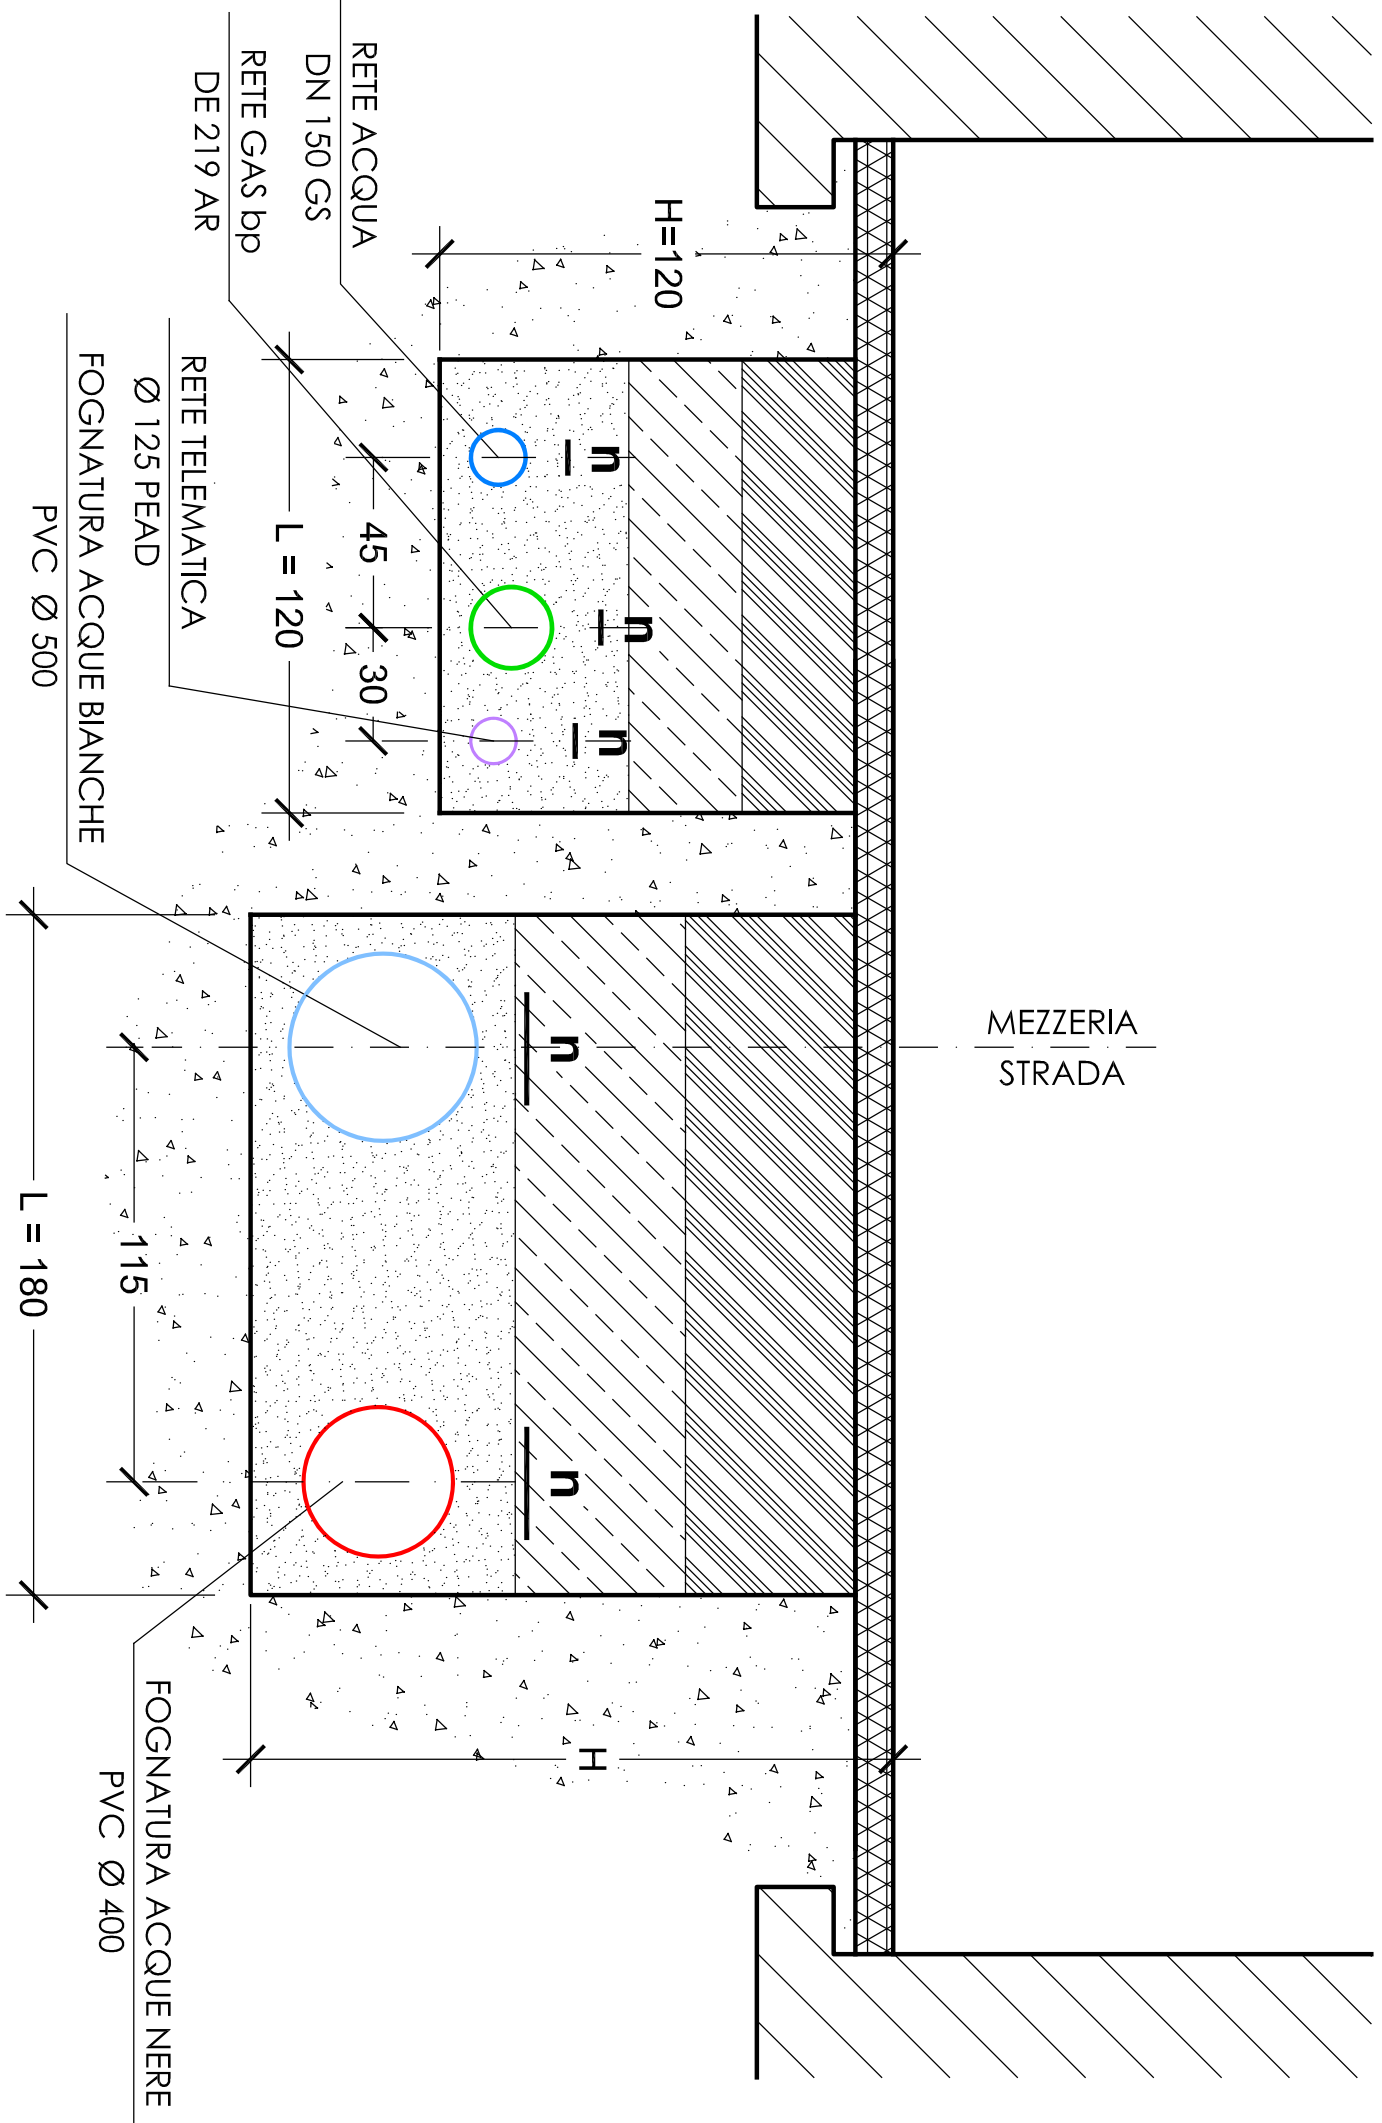 MEZZERIA
STRADA
H=120
n
n
n
n
n
H
RETE ACQUA
DN 150 GS
RETE GAS bp
DE 219 AR
45
30
L = 120
RETE TELEMATICA
Ø 125 PEAD
FOGNATURA ACQUE BIANCHE
PVC Ø 500
115
L = 180
FOGNATURA ACQUE NERE
PVC Ø 400